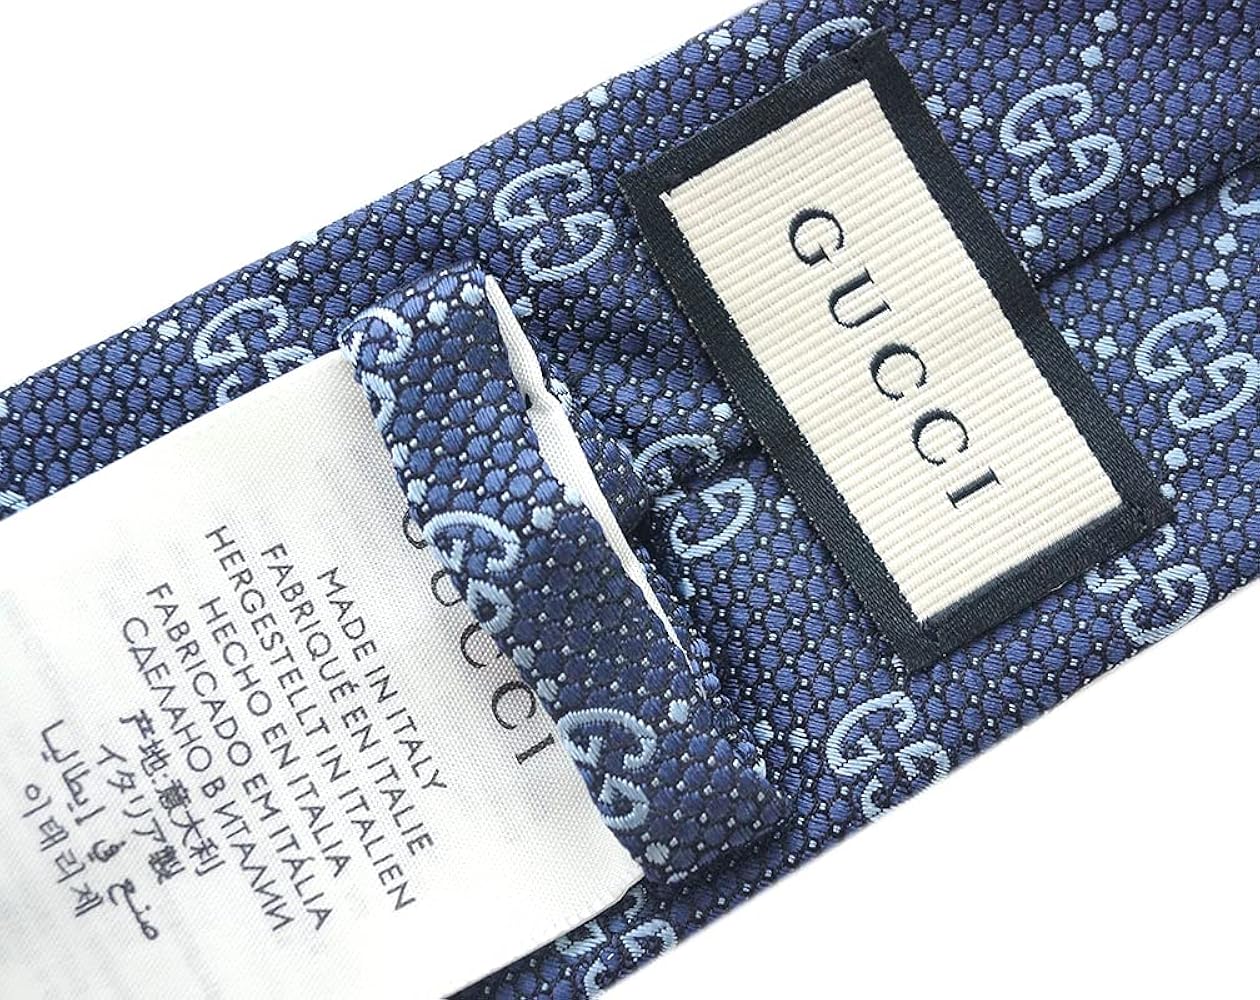 GUCCI
GUCCI
MADE IN ITALY
FABRIQUÉ EN ITALIE
HERGESTELLT IN ITALIEN
HECHO EN ITALIA
FABRICADO EM ITÁLIA
СДЕЛАНО В ИТАЛИИ
产地:意大利
イタリア製
صنع في إيطاليا
이태리제